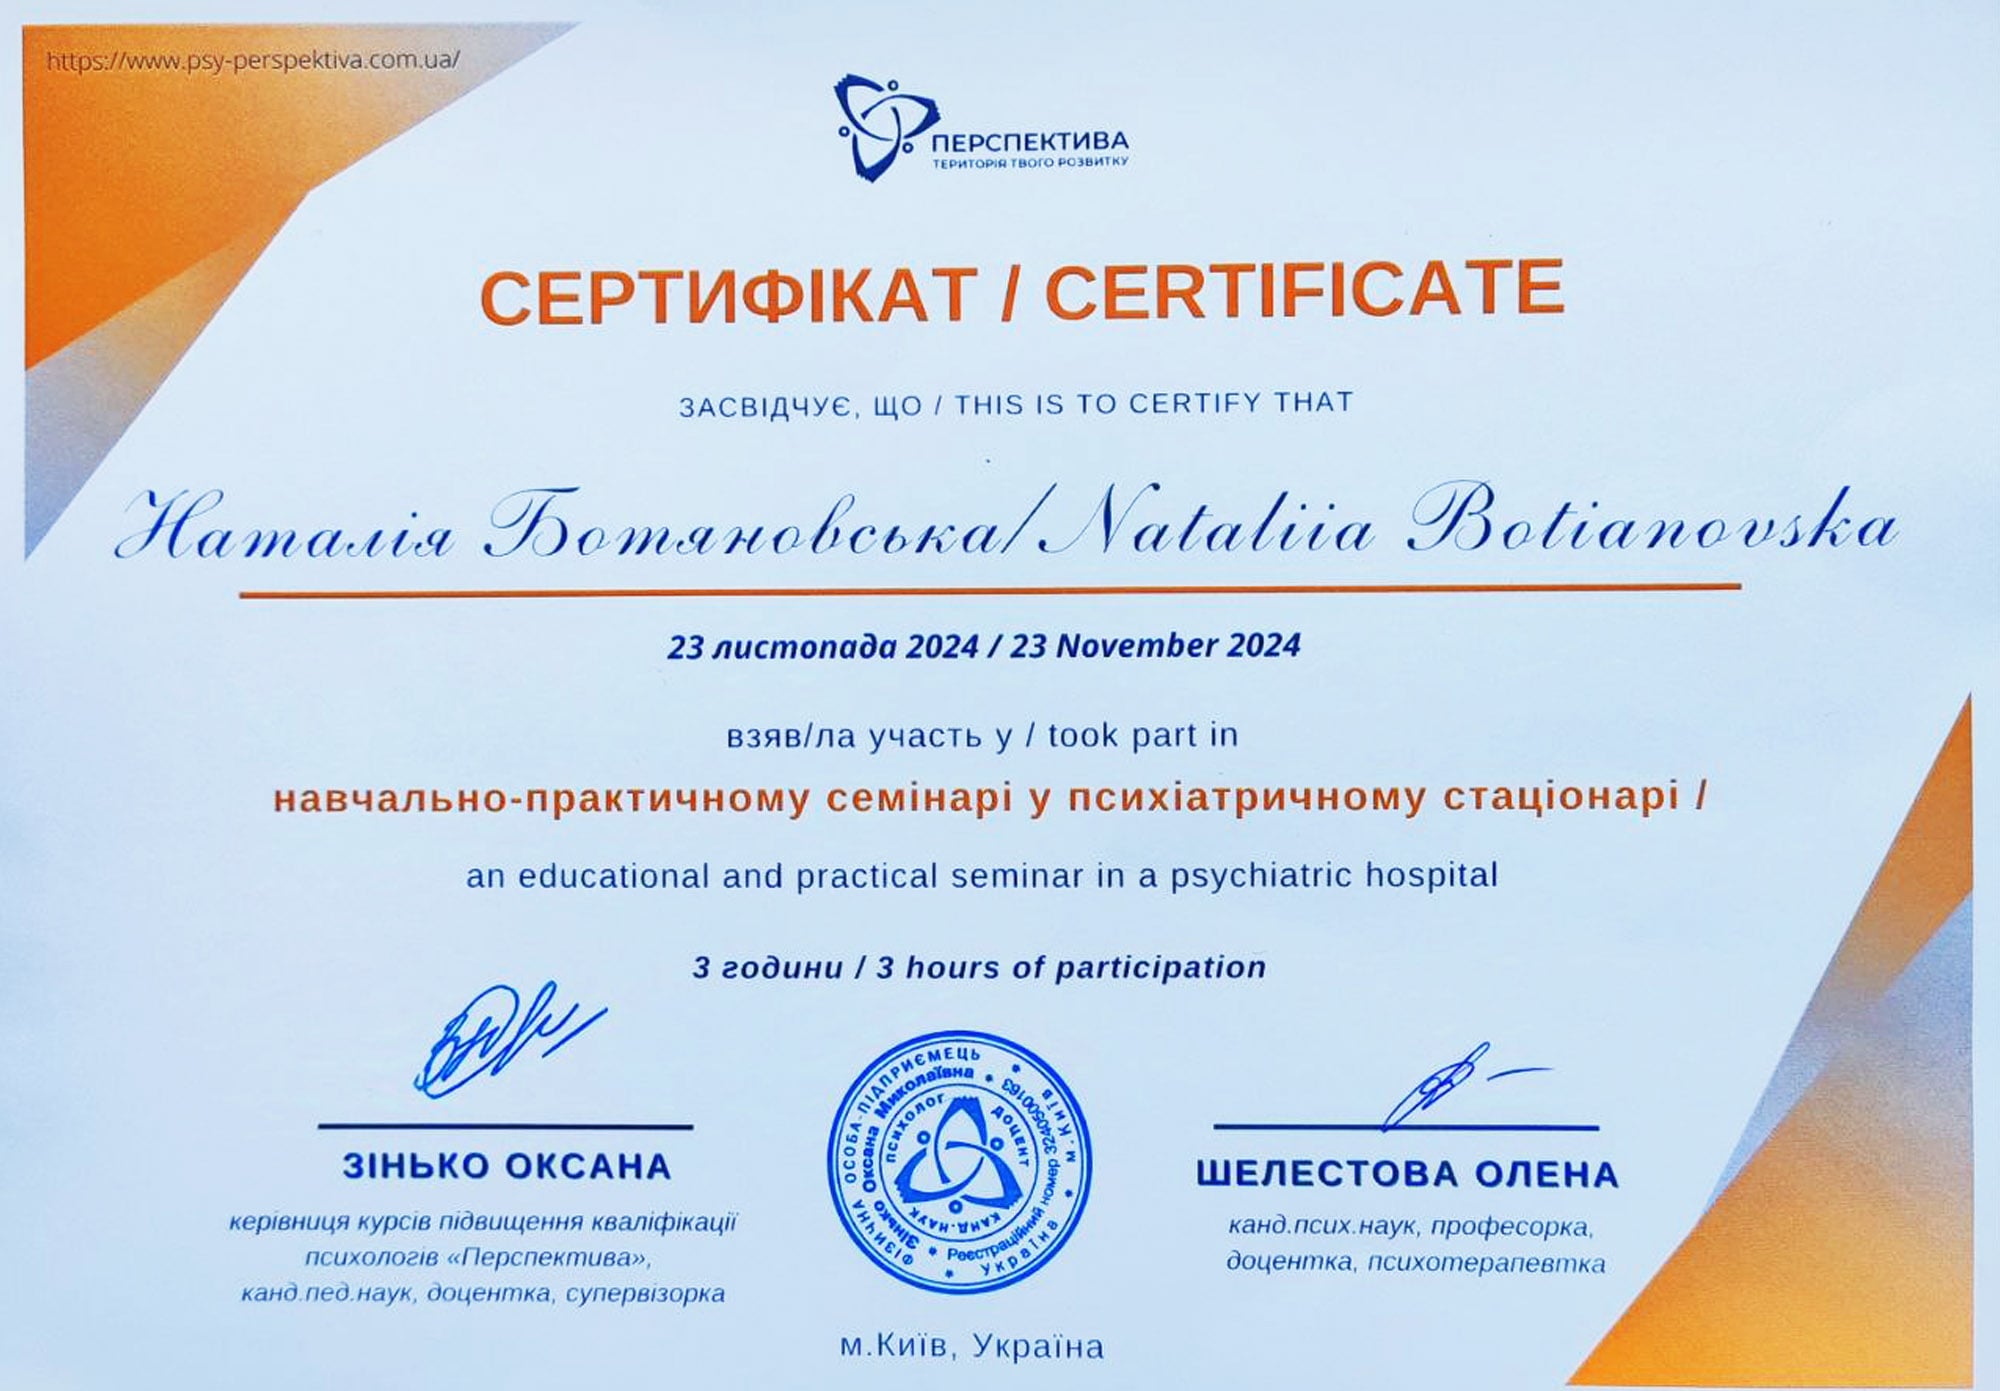 https://www.psy-perspektiva.com.ua/
ПЕРСПЕКТИВА
ТЕРИТОРІЯ ТВОГО РОЗВИТКУ
СЕРТИФІКАТ / CERTIFICATE
ЗАСВІДЧУЄ, ЩО / THIS IS TO CERTIFY THAT
Наталія Ботяновська/Nataliia Botianovska
23 листопада 2024 / 23 November 2024
взяв/ла участь у / took part in
навчально-практичному семінарі у психіатричному стаціонарі /
an educational and practical seminar in a psychiatric hospital
3 години / 3 hours of participation
ЗІНЬКО ОКСАНА
керівниця курсів підвищення кваліфікації
психологів «Перспектива»,
канд.пед.наук, доцентка, супервізорка
ФІЗИЧНА ОСОБА-ПІДПРИЄМЕЦЬ * м.Київ * Україна *
Зінько Оксана Миколаївна * Реєстраційний номер 3240500163 *
психолог доцент канд.наук
ШЕЛЕСТОВА ОЛЕНА
канд.псих.наук, професорка,
доцентка, психотерапевтка
м.Київ, Україна